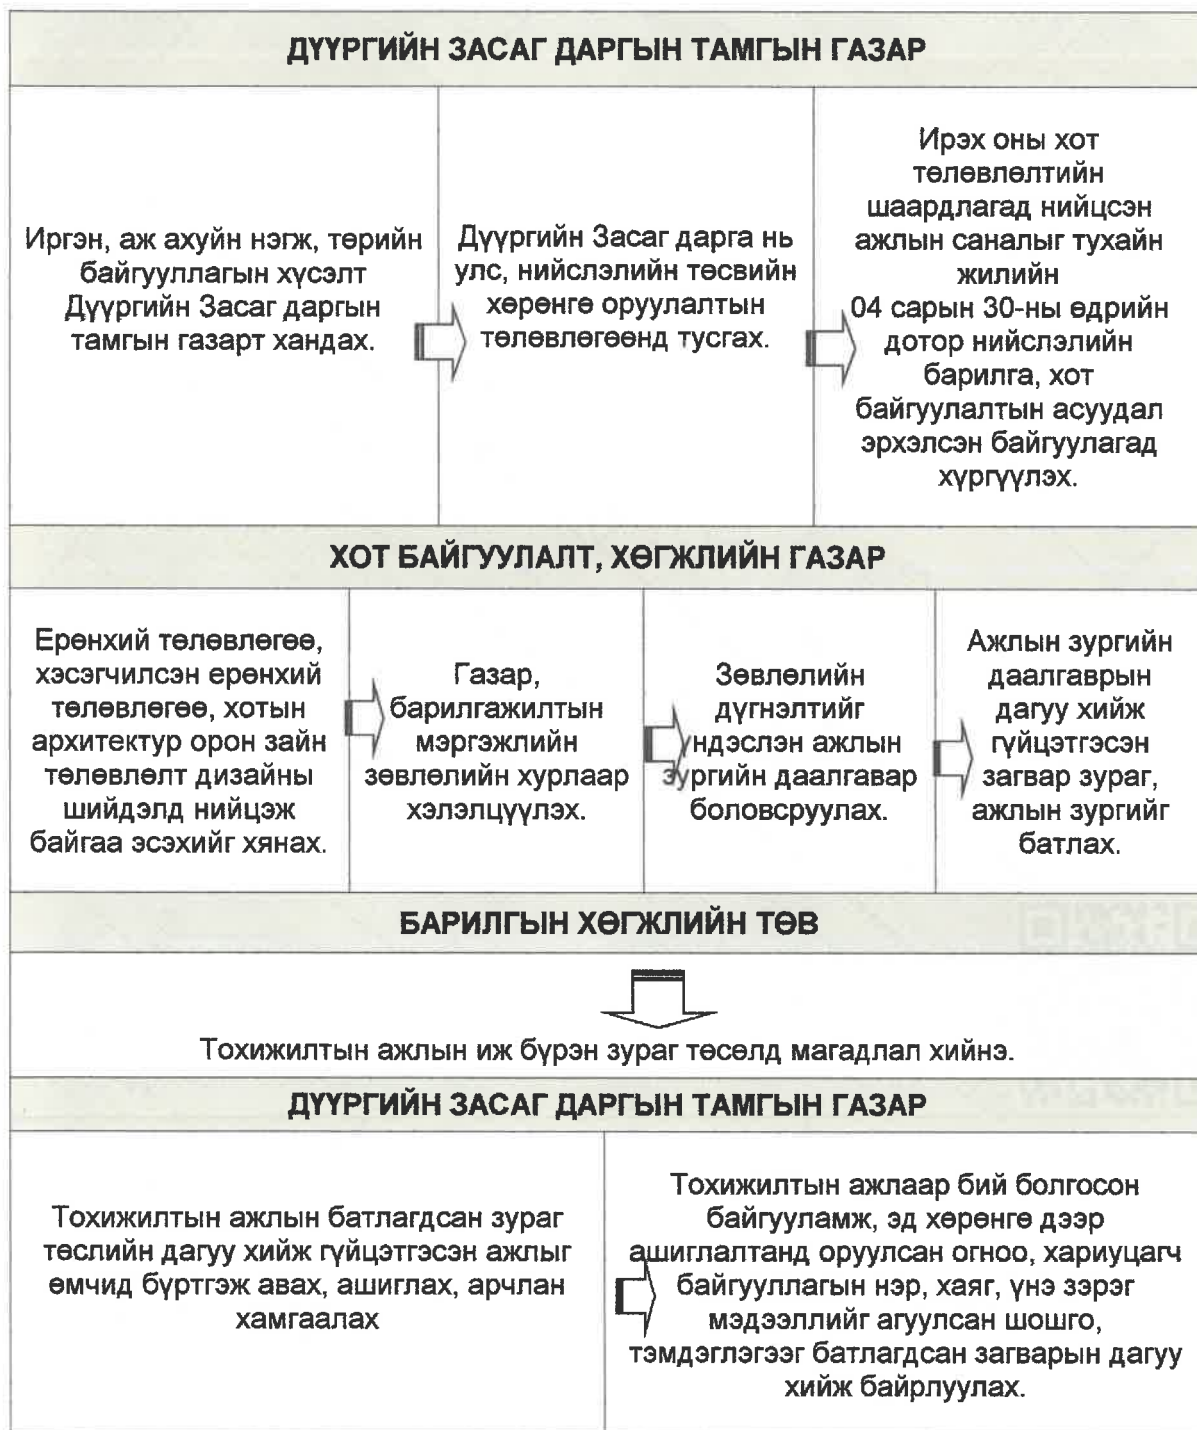 ДҮҮРГИЙН ЗАСАГ ДАРГЫН ТАМГЫН ГАЗАР
Иргэн, аж ахуйн нэгж, төрийн
байгууллагын хүсэлт
Дүүргийн Засаг даргын
тамгын газарт хандах.
Дүүргийн Засаг дарга нь
улс, нийслэлийн төсвийн
хөрөнгө оруулалтын
төлөвлөгөөнд тусгах.
Ирэх оны хот
төлөвлөлтийн
шаардлагад нийцсэн
ажлын саналыг тухайн
жилийн
04 сарын 30-ны өдрийн
дотор нийслэлийн
барилга, хот
байгуулалтын асуудал
эрхэлсэн байгуулагад
хүргүүлэх.
ХОТ БАЙГУУЛАЛТ, ХӨГЖЛИЙН ГАЗАР
Ерөнхий төлөвлөгөө,
хэсэгчилсэн ерөнхий
төлөвлөгөө, хотын
архитектур орон зайн
төлөвлөлт дизайны
шийдэлд нийцэж
байгаа эсэхийг хянах.
Газар,
барилгажилтын
мэргэжлийн
зөвлөлийн хурлаар
хэлэлцүүлэх.
Зөвлөлийн
дүгнэлтийг
үндэслэн ажлын
зургийн даалгавар
боловсруулах.
Ажлын зургийн
даалгаврын
дагуу хийж
гүйцэтгэсэн
загвар зураг,
ажлын зургийг
батлах.
БАРИЛГЫН ХӨГЖЛИЙН ТӨВ
Тохижилтын ажлын иж бүрэн зураг төсөлд магадлал хийнэ.
ДҮҮРГИЙН ЗАСАГ ДАРГЫН ТАМГЫН ГАЗАР
Тохижилтын ажлын батлагдсан зураг
төслийн дагуу хийж гүйцэтгэсэн ажлыг
өмчид бүртгэж авах, ашиглах, арчлан
хамгаалах
Тохижилтын ажлаар бий болгосон
байгууламж, эд хөрөнгө дээр
ашиглалтанд оруулсан огноо, хариуцагч
байгууллагын нэр, хаяг, үнэ зэрэг
мэдээллийг агуулсан шошго,
тэмдэглэгээг батлагдсан загварын дагуу
хийж байрлуулах.